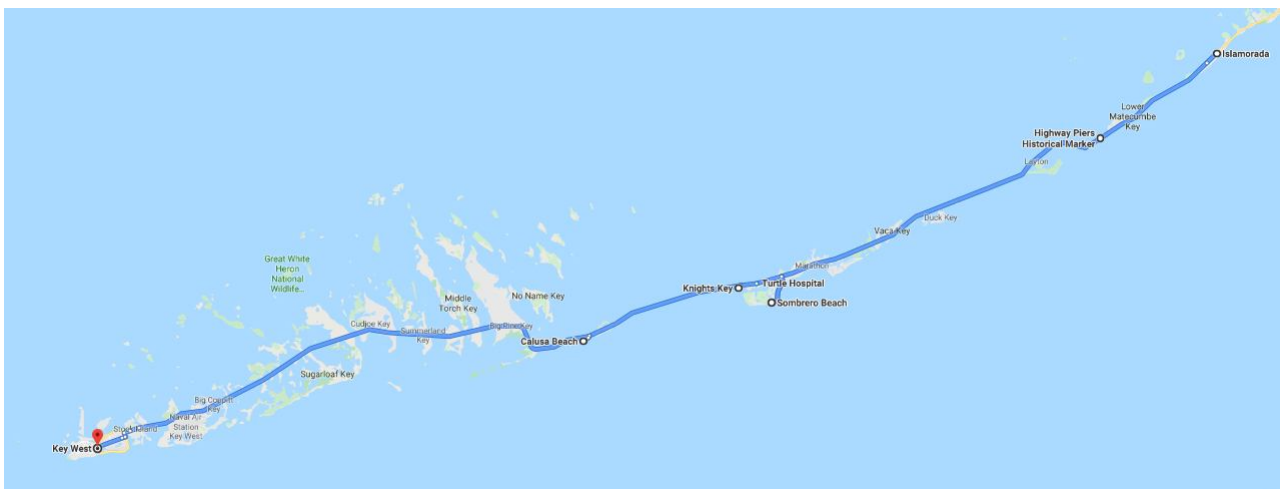 Islamorada
Lower
Matecumbe
Key
Highway Piers
Historical Marker
Layton
Duck Key
Vaca Key
Marathon
Turtle Hospital
Knights Key
Sombrero Beach
Great White
Heron
National
Wildlife...
Middle
Torch Key
No Name Key
Big Pine Key
Cudjoe Key
Summerland
Key
Calusa Beach
Sugarloaf Key
Big Coppitt
Key
Naval Air
Station
Key West
Stock Island
Key West